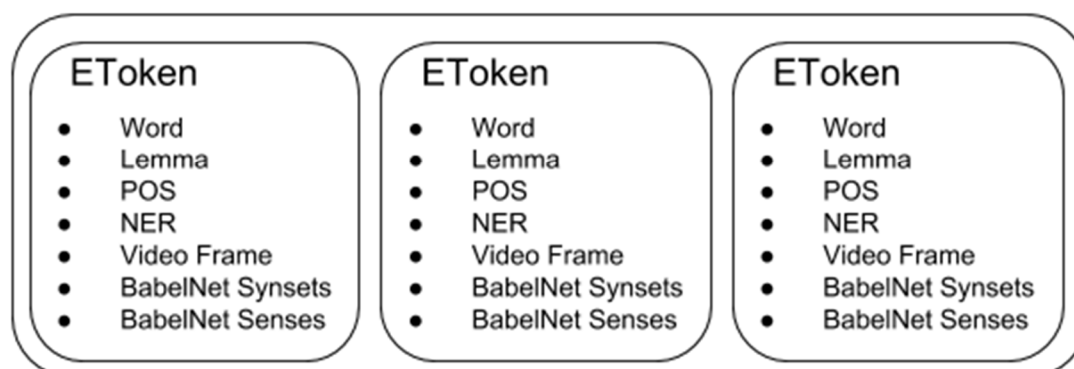 EToken
● Word
● Lemma
● POS
● NER
● Video Frame
● BabelNet Synsets
● BabelNet Senses
EToken
● Word
● Lemma
● POS
● NER
● Video Frame
● BabelNet Synsets
● BabelNet Senses
EToken
● Word
● Lemma
● POS
● NER
● Video Frame
● BabelNet Synsets
● BabelNet Senses